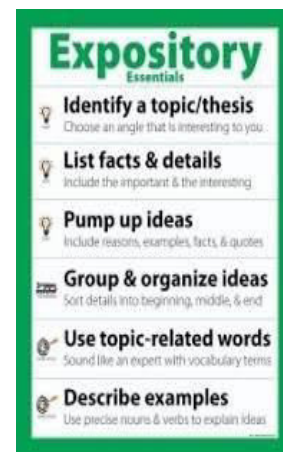 Expository
Essentials
Identify a topic/thesis
Choose an angle that is interesting to you
List facts & details
Include the important & the interesting
Pump up ideas
Include reasons, examples, facts, & quotes
Group & organize ideas
Sort details into beginning, middle, & end
Use topic-related words
Sound like an expert with vocabulary terms
Describe examples
Use precise nouns & verbs to explain ideas